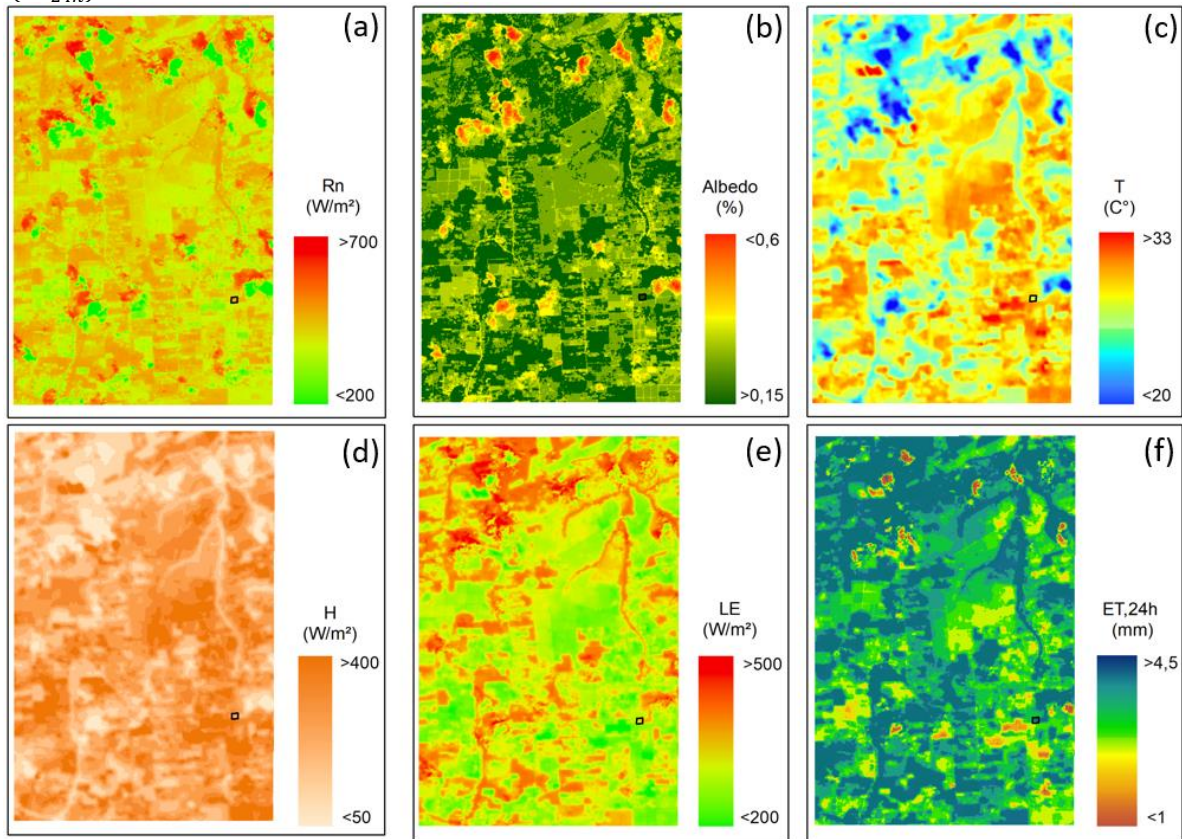 (a)
Rn
(W/m²)
>700
<200
(b)
Albedo
(%)
<0,6
>0,15
(c)
T
(C°)
>33
<20
(d)
H
(W/m²)
>400
<50
(e)
LE
(W/m²)
>500
<200
(f)
ET,24h
(mm)
>4,5
<1